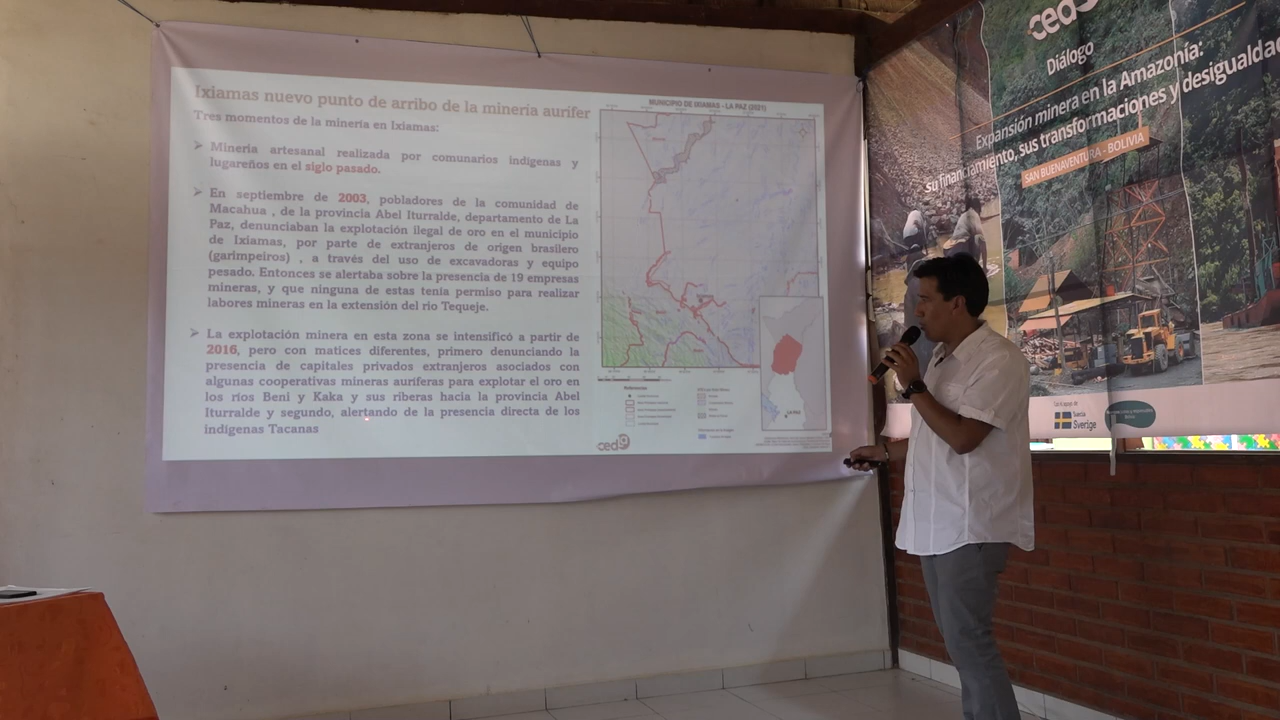 Ixiamas nuevo punto de arribo de la minería aurífer
Tres momentos de la minería en Ixiamas:
➢ Minería artesanal realizada por comunarios indígenas y
lugareños en el siglo pasado.
➢ En septiembre de 2003, pobladores de la comunidad de
Macahua , de la provincia Abel Iturralde, departamento de La
Paz, denunciaban la explotación ilegal de oro en el municipio
de Ixiamas, por parte de extranjeros de origen brasilero
(garimpeiros) , a través del uso de excavadoras y equipo
pesado. Entonces se alertaba sobre la presencia de 19 empresas
mineras, y que ninguna de estas tenía permiso para realizar
labores mineras en la extensión del río Tequeje.
➢ La explotación minera en esta zona se intensificó a partir de
2016, pero con matices diferentes, primero denunciando la
presencia de capitales privados extranjeros asociados con
algunas cooperativas mineras auríferas para explotar el oro en
los ríos Beni y Kaka y sus riberas hacia la provincia Abel
Iturralde y segundo, alertando de la presencia directa de los
indígenas Tacanas
MUNICIPIO DE IXIAMAS - LA PAZ (2021)
LA PAZ
ced
ced
Diálogo
Expansión minera en la Amazonía:
su financiamiento, sus transformaciones y desigualdad
SAN BUENAVENTURA - BOLIVIA
Con el apoyo de
Suecia
Sverige